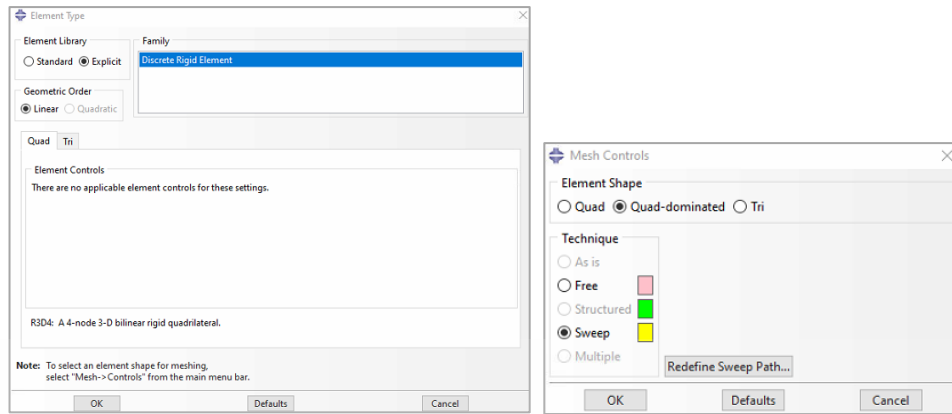 Element Type
Element Library
Family
Standard Explicit
Discrete Rigid Element
Geometric Order
Linear Quadratic
Quad Tri
Element Controls
There are no applicable element controls for these settings.
R3D4: A 4-node 3-D bilinear rigid quadrilateral.
Note: To select an element shape for meshing,
select "Mesh->Controls" from the main menu bar.
OK Defaults Cancel
Mesh Controls
Element Shape
Quad Quad-dominated Tri
Technique
As is
Free
Structured
Sweep
Multiple
Redefine Sweep Path...
OK Defaults Cancel